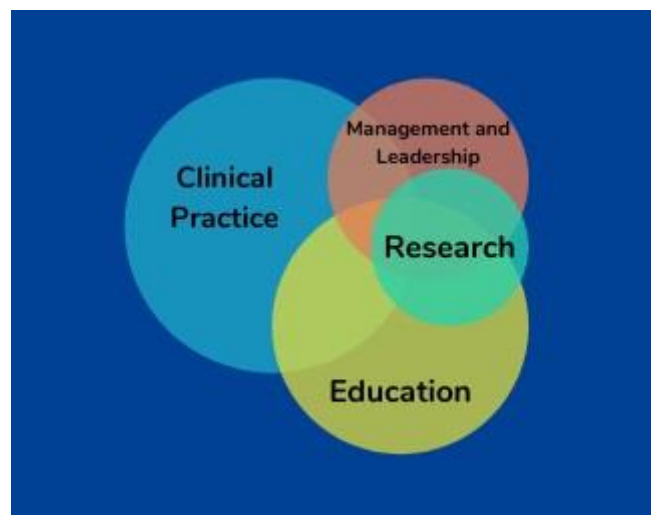 Management and
Leadership
Clinical
Practice
Research
Education